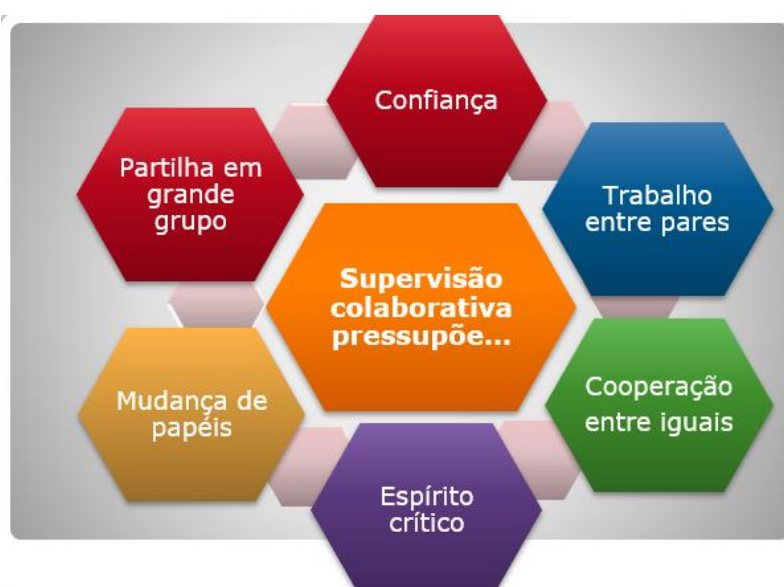 Confiança
Partilha em
grande
grupo
Trabalho
entre pares
Supervisão
colaborativa
pressupõe...
Mudança de
papéis
Cooperação
entre iguais
Espírito
crítico